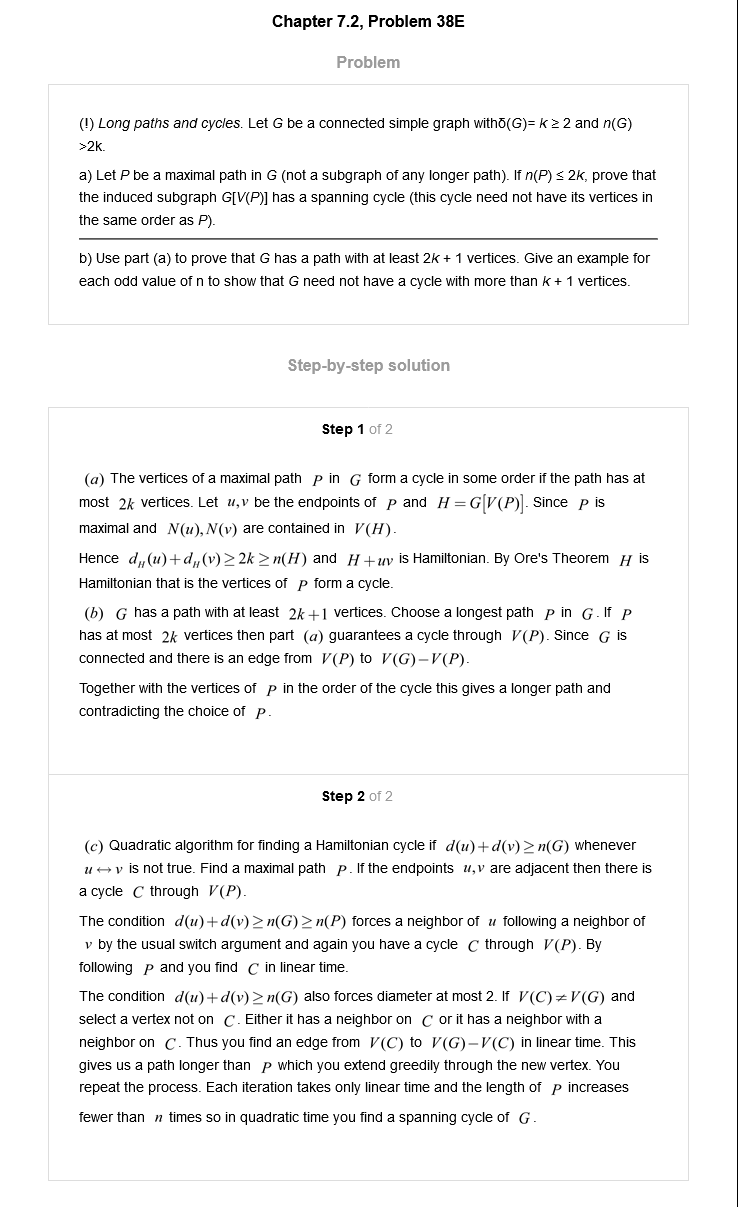 Chapter 7.2, Problem 38E
Problem
(!) Long paths and cycles. Let G be a connected simple graph withδ(G)= k ≥ 2 and n(G)
>2k.
a) Let P be a maximal path in G (not a subgraph of any longer path). If n(P) ≤ 2k, prove that
the induced subgraph G[V(P)] has a spanning cycle (this cycle need not have its vertices in
the same order as P).
b) Use part (a) to prove that G has a path with at least 2k + 1 vertices. Give an example for
each odd value of n to show that G need not have a cycle with more than k + 1 vertices.
Step-by-step solution
Step 1 of 2
(a) The vertices of a maximal path P in G form a cycle in some order if the path has at
most 2k vertices. Let u,v be the endpoints of P and H = G[V(P)]. Since P is
maximal and N(u), N(v) are contained in V(H).
Hence d_H(u)+d_H(v) ≥ 2k ≥ n(H) and H+uv is Hamiltonian. By Ore's Theorem H is
Hamiltonian that is the vertices of P form a cycle.
(b) G has a path with at least 2k+1 vertices. Choose a longest path P in G. If P
has at most 2k vertices then part (a) guarantees a cycle through V(P). Since G is
connected and there is an edge from V(P) to V(G)−V(P).
Together with the vertices of P in the order of the cycle this gives a longer path and
contradicting the choice of P.
Step 2 of 2
(c) Quadratic algorithm for finding a Hamiltonian cycle if d(u)+d(v) ≥ n(G) whenever
u ↔ v is not true. Find a maximal path P. If the endpoints u,v are adjacent then there is
a cycle C through V(P).
The condition d(u)+d(v) ≥ n(G) ≥ n(P) forces a neighbor of u following a neighbor of
v by the usual switch argument and again you have a cycle C through V(P). By
following P and you find C in linear time.
The condition d(u)+d(v) ≥ n(G) also forces diameter at most 2. If V(C) ≠ V(G) and
select a vertex not on C. Either it has a neighbor on C or it has a neighbor with a
neighbor on C. Thus you find an edge from V(C) to V(G)−V(C) in linear time. This
gives us a path longer than P which you extend greedily through the new vertex. You
repeat the process. Each iteration takes only linear time and the length of P increases
fewer than n times so in quadratic time you find a spanning cycle of G.